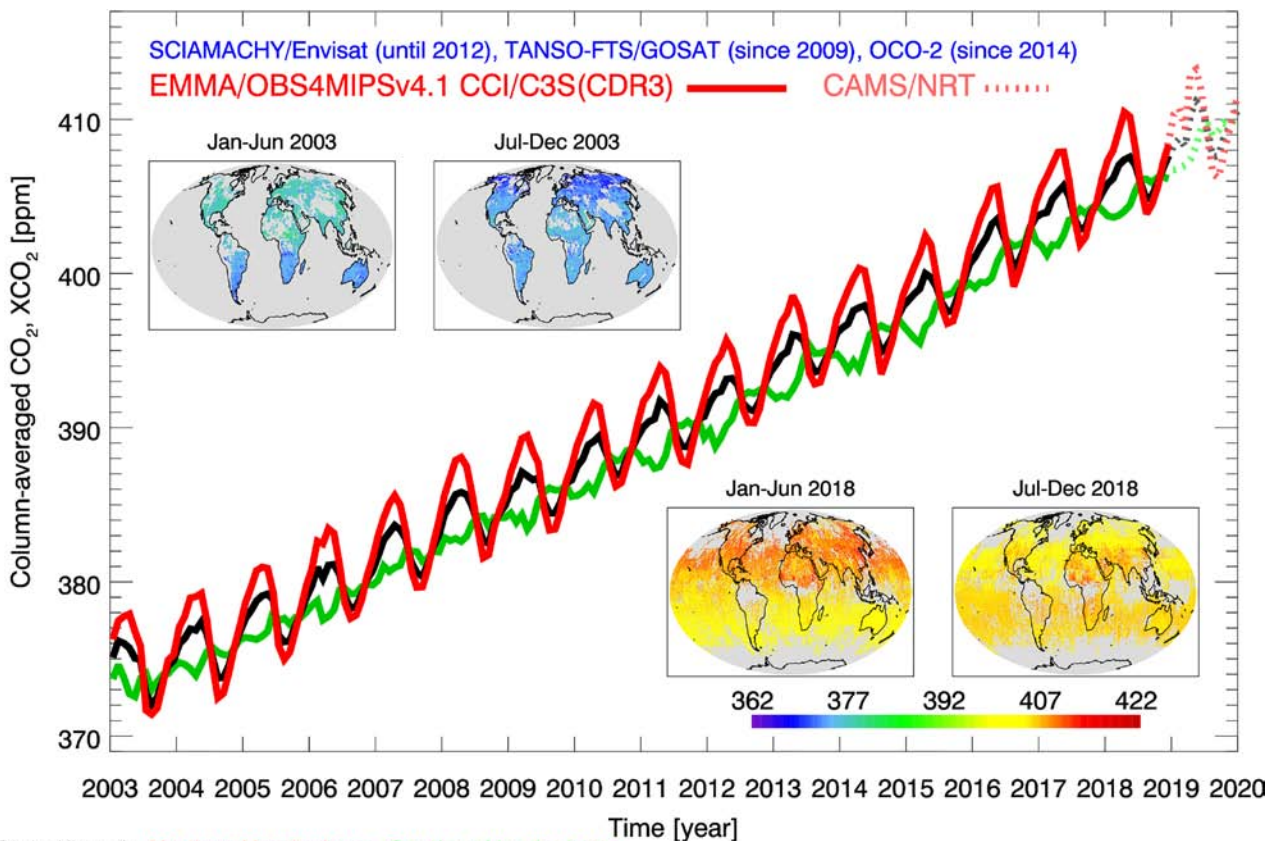 SCIAMACHY/Envisat (until 2012), TANSO-FTS/GOSAT (since 2009), OCO-2 (since 2014)
EMMA/OBS4MIPSv4.1 CCI/C3S(CDR3) CAMS/NRT
Jan-Jun 2003 Jul-Dec 2003
Column-averaged CO₂, XCO₂ [ppm]
410
400
390
380
370
Jan-Jun 2018 Jul-Dec 2018
362 377 392 407 422
2003 2004 2005 2006 2007 2008 2009 2010 2011 2012 2013 2014 2015 2016 2017 2018 2019 2020
Time [year]